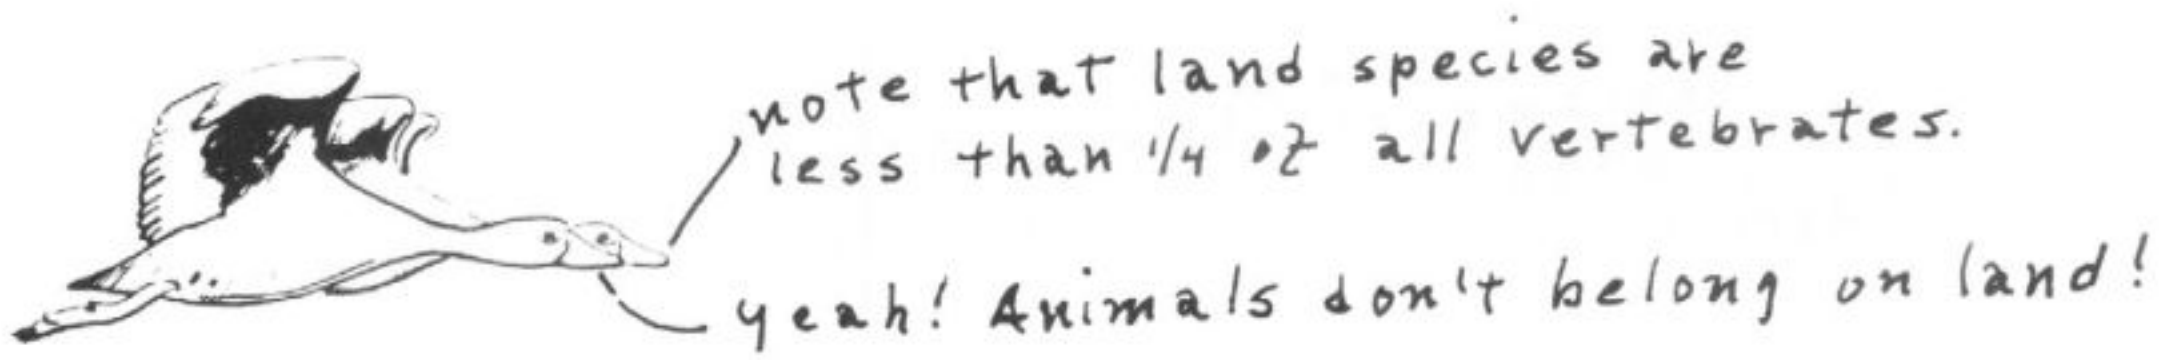 note that land species are
less than 1/4 of all vertebrates.
yeah! Animals don't belong on land!